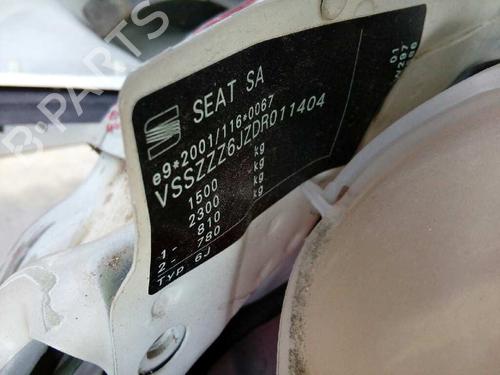 SEAT SA
e9*2001/116*0067
VSSZZZ6JZDR011404
1500 kg
2300 kg
1- 810 kg
2- 780 kg
Typ 6J
B-PARTS